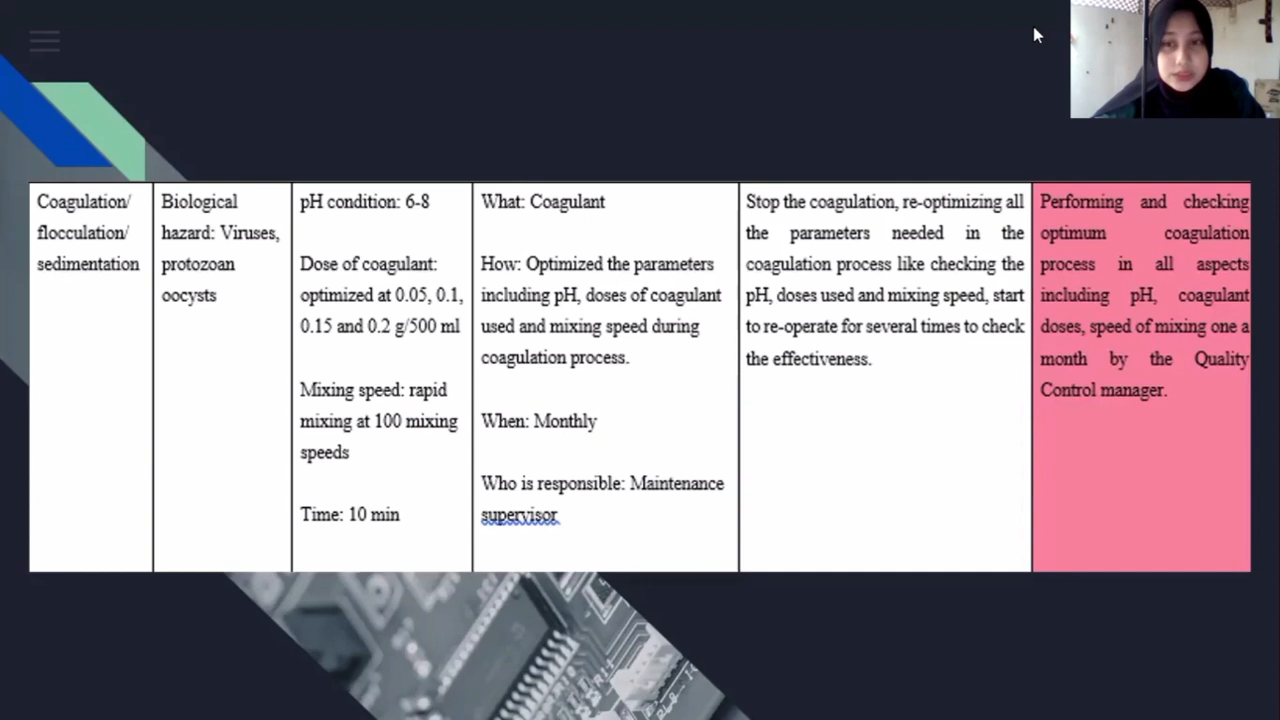 Coagulation/
flocculation/
sedimentation
Biological
hazard: Viruses,
protozoan
oocysts
pH condition: 6-8
Dose of coagulant:
optimized at 0.05, 0.1,
0.15 and 0.2 g/500 ml
Mixing speed: rapid
mixing at 100 mixing
speeds
Time: 10 min
What: Coagulant
How: Optimized the parameters
including pH, doses of coagulant
used and mixing speed during
coagulation process.
When: Monthly
Who is responsible: Maintenance
supervisor
Stop the coagulation, re-optimizing all
the parameters needed in the
coagulation process like checking the
pH, doses used and mixing speed, start
to re-operate for several times to check
the effectiveness.
Performing and checking
optimum coagulation
process in all aspects
including pH, coagulant
doses, speed of mixing one a
month by the Quality
Control manager.